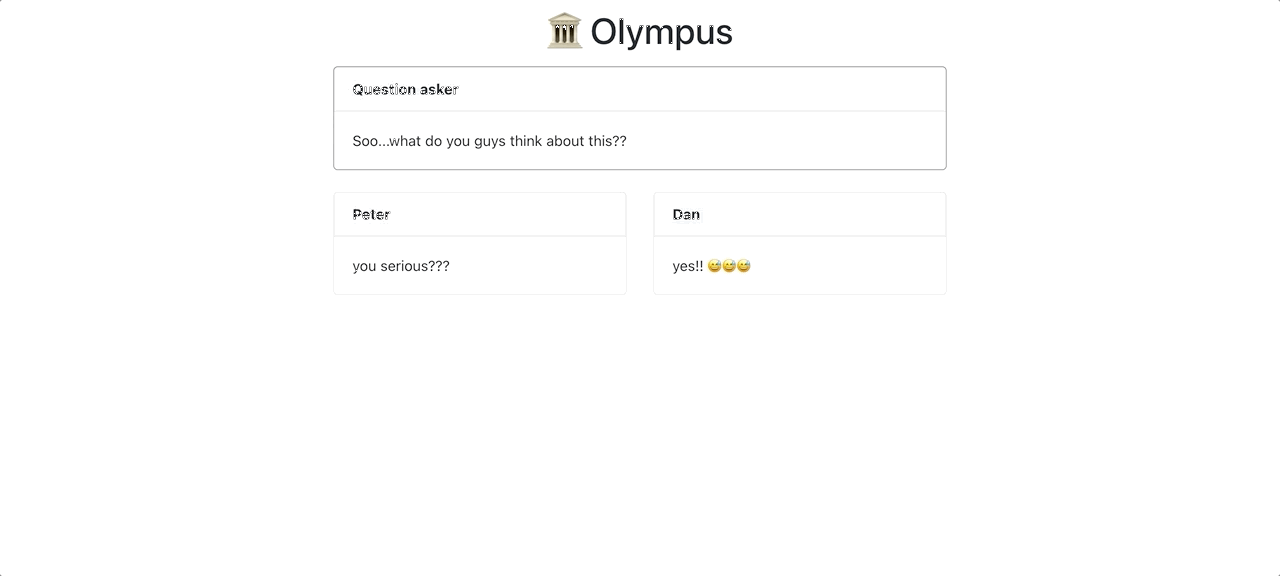 🏛️ Olympus
Question asker
Soo...what do you guys think about this??
Peter
you serious???
Dan
yes!! 😅😅😅